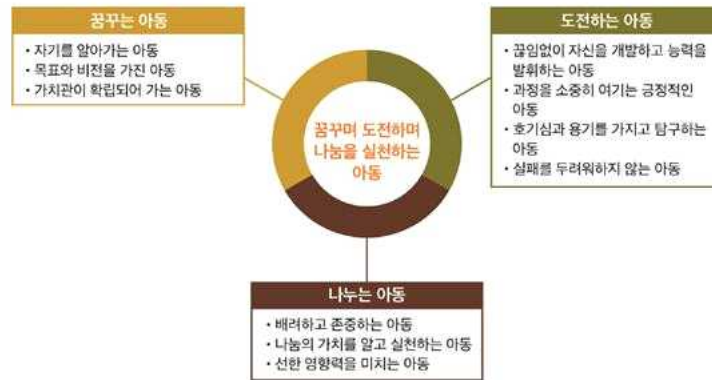 꿈꾸는 아동
• 자기를 알아가는 아동
• 목표와 비전을 가진 아동
• 가치관이 확립되어 가는 아동
도전하는 아동
• 끊임없이 자신을 개발하고 능력을
발휘하는 아동
• 과정을 소중히 여기는 긍정적인
아동
• 호기심과 용기를 가지고 탐구하는
아동
• 실패를 두려워하지 않는 아동
꿈꾸며 도전하며
나눔을 실천하는
아동
나누는 아동
• 배려하고 존중하는 아동
• 나눔의 가치를 알고 실천하는 아동
• 선한 영향력을 미치는 아동